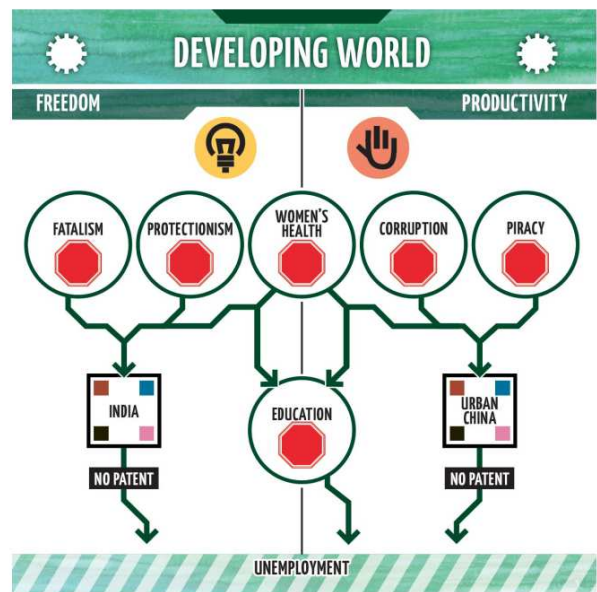 DEVELOPING WORLD
FREEDOM
PRODUCTIVITY
FATALISM
PROTECTIONISM
WOMEN'S
HEALTH
CORRUPTION
PIRACY
INDIA
EDUCATION
URBAN
CHINA
NO PATENT
NO PATENT
UNEMPLOYMENT